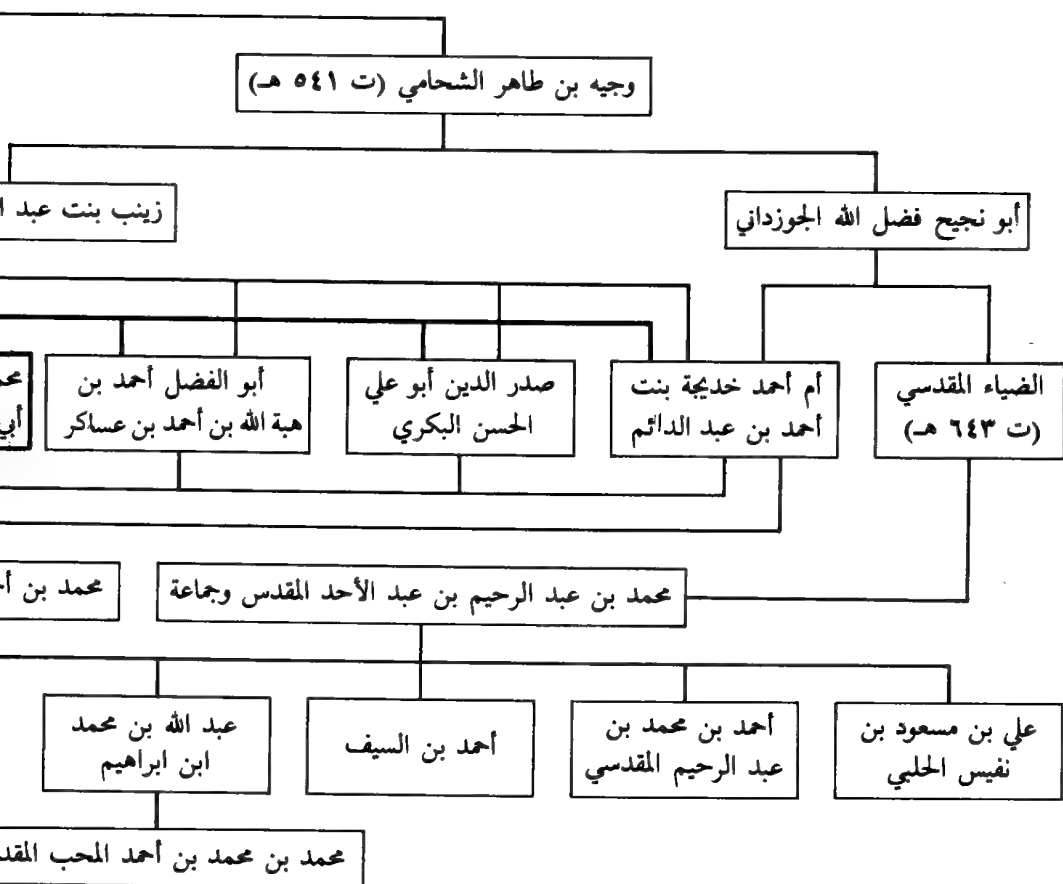 وجيه بن طاهر الشحامي (ت ٥٤١ هـ)
أبو نجيح فضل الله الجوزداني
زينب بنت عبد
الضياء المقدسي
(ت ٦٤٣ هـ)
أم أحمد خديجة بنت
أحمد بن عبد الدائم
صدر الدين أبو علي
الحسن البكري
أبو الفضل أحمد بن
هبة الله بن أحمد بن عساكر
أبي
محمد بن عبد الرحيم بن عبد الأحد المقدس وجماعة
محمد بن
علي بن مسعود بن
نفيس الحلبي
أحمد بن محمد بن
عبد الرحيم المقدسي
أحمد بن السيف
عبد الله بن محمد
ابن ابراهيم
محمد بن محمد بن أحمد المحب